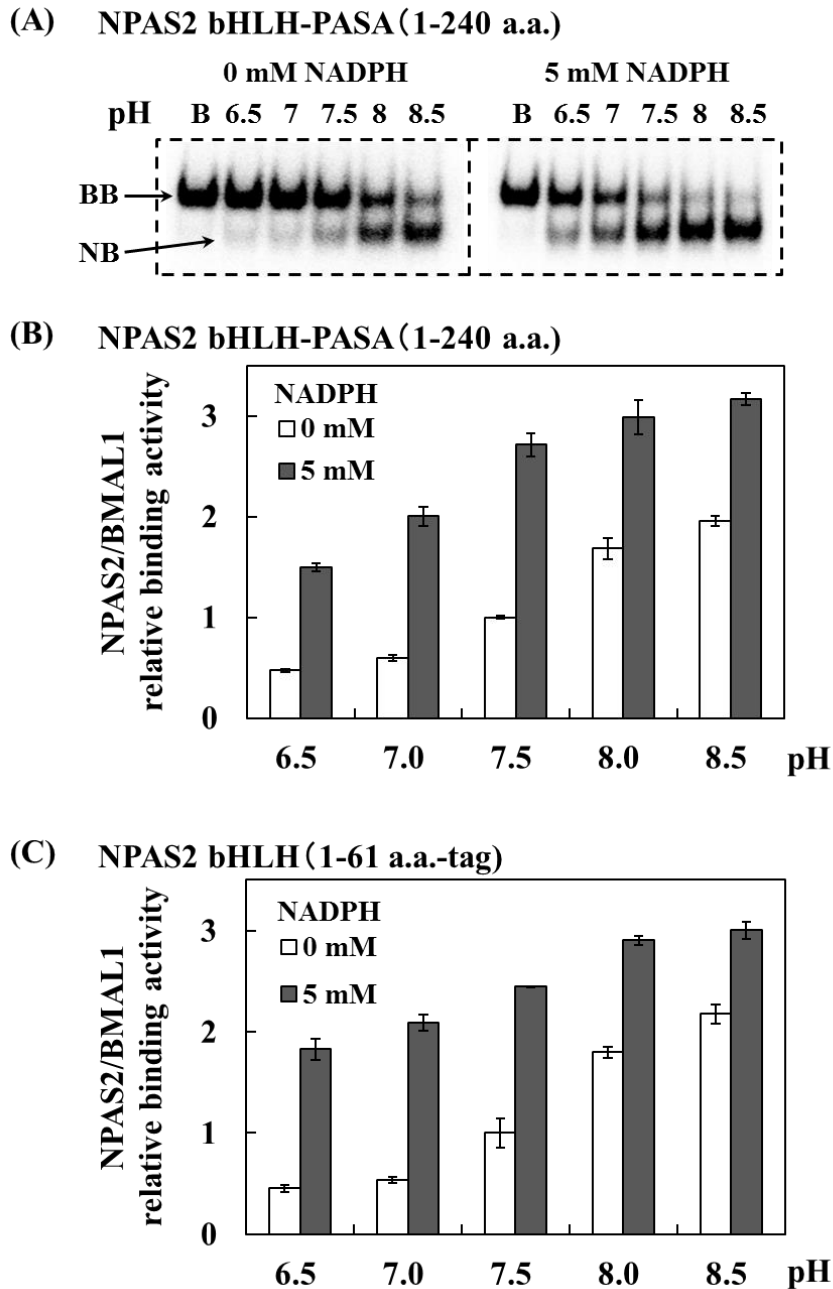 (A) NPAS2 bHLH-PASA(1-240 a.a.)
0 mM NADPH 5 mM NADPH
pH B 6.5 7 7.5 8 8.5 B 6.5 7 7.5 8 8.5
BB
NB
(B) NPAS2 bHLH-PASA(1-240 a.a.)
NPAS2/BMAL1
relative binding activity
NADPH
0 mM
5 mM
3
2
1
0
6.5 7.0 7.5 8.0 8.5 pH
(C) NPAS2 bHLH(1-61 a.a.-tag)
NPAS2/BMAL1
relative binding activity
NADPH
0 mM
5 mM
3
2
1
0
6.5 7.0 7.5 8.0 8.5 pH